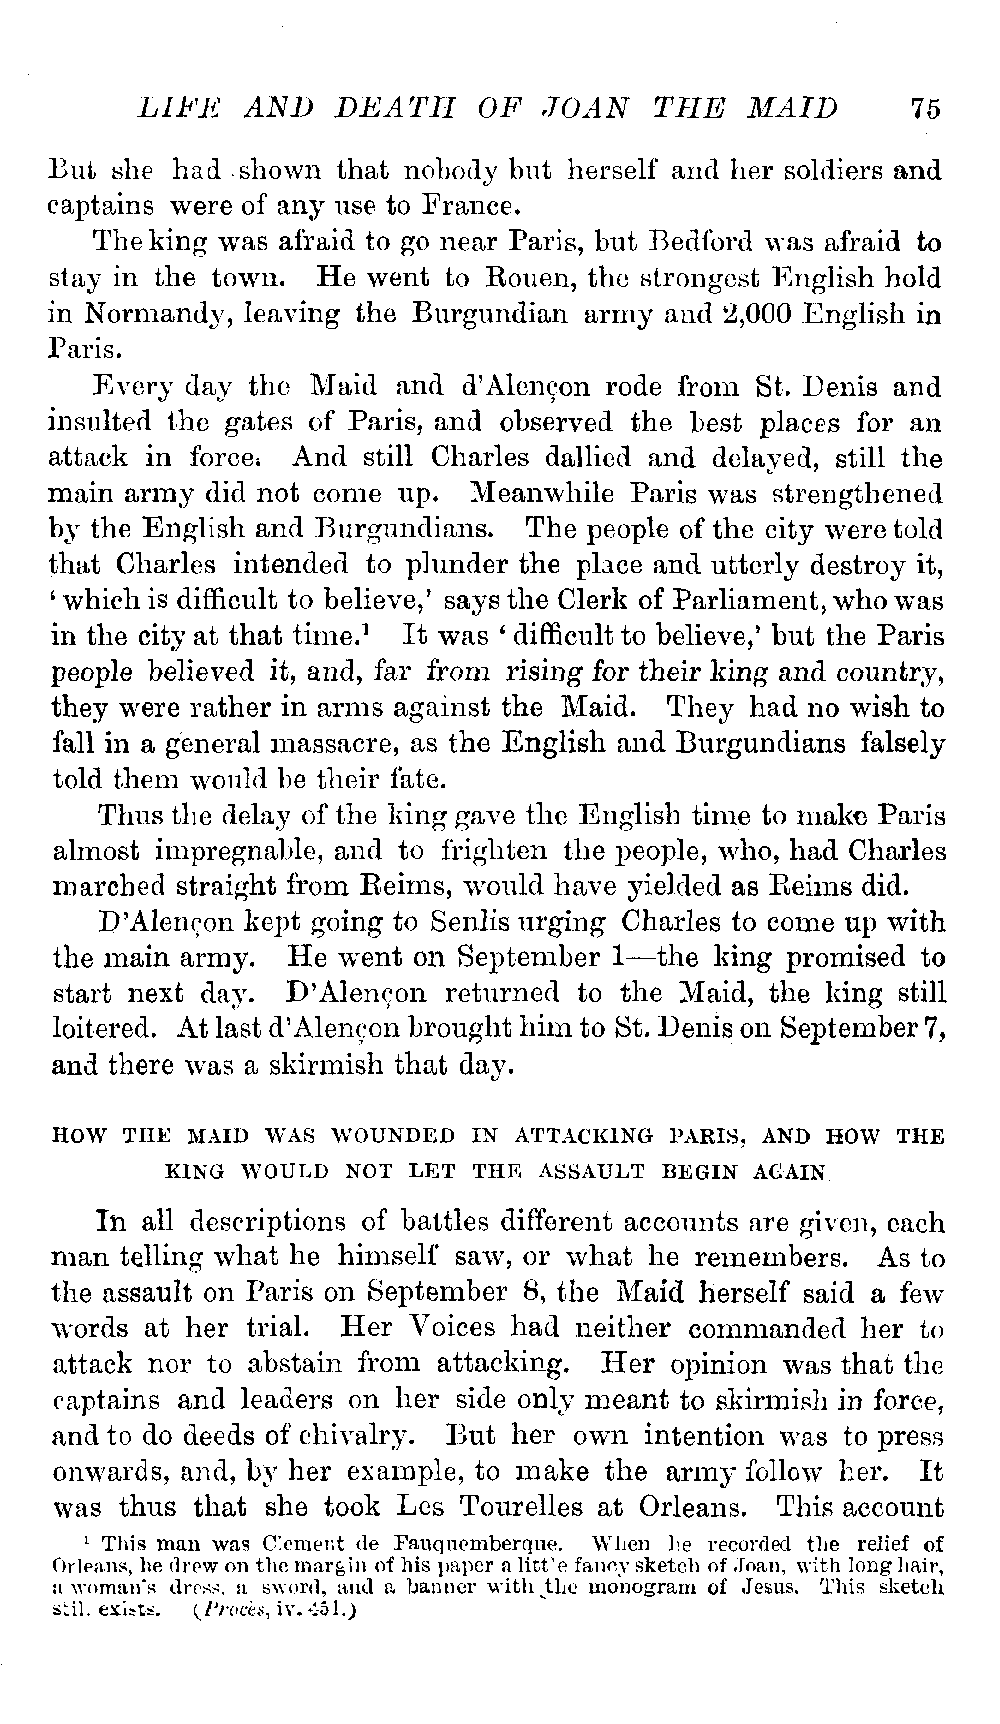 LIFE AND DEATH OF JOAN THE MAID 75
But she had shown that nobody but herself and her soldiers and
captains were of any use to France.
The king was afraid to go near Paris, but Bedford was afraid to
stay in the town. He went to Rouen, the strongest English hold
in Normandy, leaving the Burgundian army and 2,000 English in
Paris.
Every day the Maid and d'Alençon rode from St. Denis and
insulted the gates of Paris, and observed the best places for an
attack in force. And still Charles dallied and delayed, still the
main army did not come up. Meanwhile Paris was strengthened
by the English and Burgundians. The people of the city were told
that Charles intended to plunder the place and utterly destroy it,
‘which is difficult to believe,’ says the Clerk of Parliament, who was
in the city at that time.¹ It was ‘difficult to believe,’ but the Paris
people believed it, and, far from rising for their king and country,
they were rather in arms against the Maid. They had no wish to
fall in a general massacre, as the English and Burgundians falsely
told them would be their fate.
Thus the delay of the king gave the English time to make Paris
almost impregnable, and to frighten the people, who, had Charles
marched straight from Reims, would have yielded as Reims did.
D'Alençon kept going to Senlis urging Charles to come up with
the main army. He went on September 1—the king promised to
start next day. D'Alençon returned to the Maid, the king still
loitered. At last d'Alençon brought him to St. Denis on September 7,
and there was a skirmish that day.
HOW THE MAID WAS WOUNDED IN ATTACKING PARIS, AND HOW THE
KING WOULD NOT LET THE ASSAULT BEGIN AGAIN
In all descriptions of battles different accounts are given, each
man telling what he himself saw, or what he remembers. As to
the assault on Paris on September 8, the Maid herself said a few
words at her trial. Her Voices had neither commanded her to
attack nor to abstain from attacking. Her opinion was that the
captains and leaders on her side only meant to skirmish in force,
and to do deeds of chivalry. But her own intention was to press
onwards, and, by her example, to make the army follow her. It
was thus that she took Les Tourelles at Orleans. This account
¹ This man was Clement de Fauquemberque. When he recorded the relief of
Orleans, he drew on the margin of his paper a little fancy sketch of Joan, with long hair,
a woman's dress, a sword, and a banner with the monogram of Jesus. This sketch
still exists. (Procès, iv. 451.)